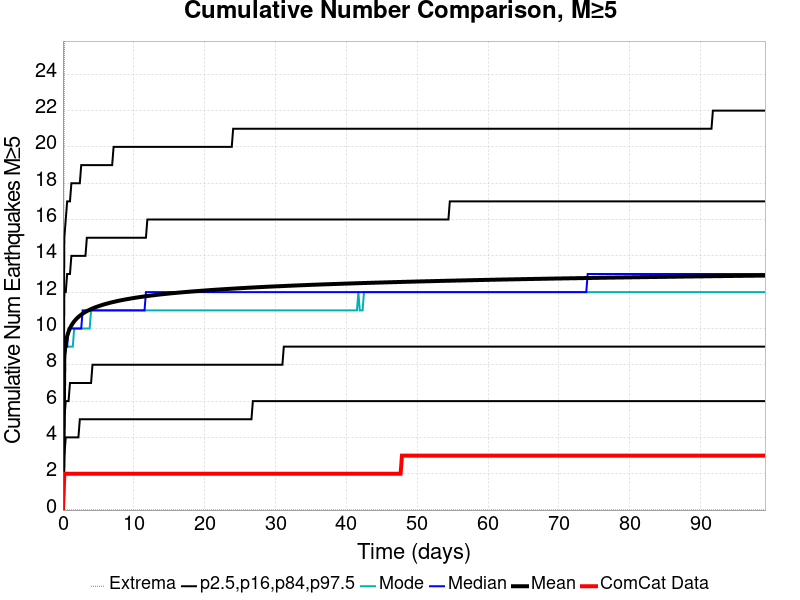 Cumulative Number Comparison, M≥5
Cumulative Num Earthquakes M≥5
24
22
20
18
16
14
12
10
8
6
4
2
0
0 10 20 30 40 50 60 70 80 90
Time (days)
Extrema p2.5,p16,p84,p97.5 Mode Median Mean ComCat Data